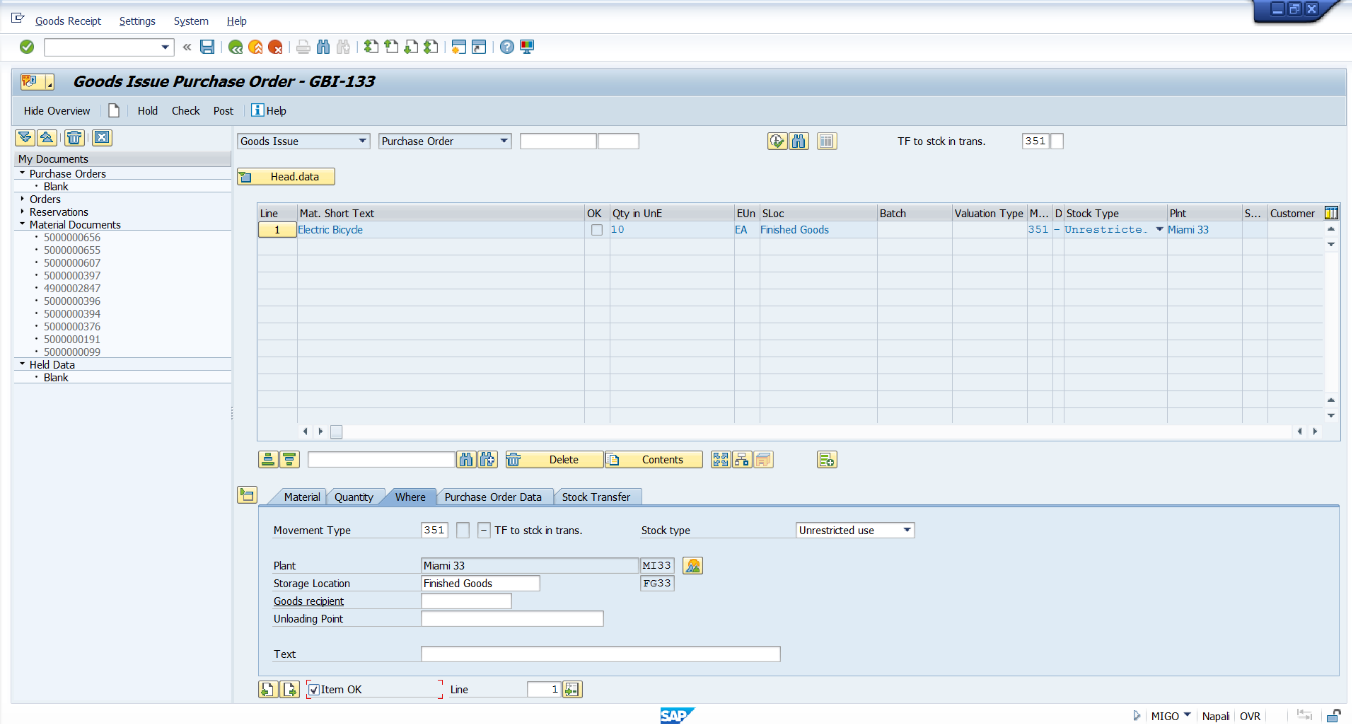 Goods Receipt Settings System Help
Goods Issue Purchase Order - GBI-133
Hide Overview Hold Check Post Help
Goods Issue Purchase Order TF to stck in trans. 351
My Documents
Purchase Orders
Blank
Orders
Reservations
Material Documents
5000000656
5000000655
5000000607
5000000397
4900002847
5000000396
5000000394
5000000376
5000000191
5000000099
Held Data
Blank
Head.data
Line Mat. Short Text OK Qty in UnE EUn SLoc Batch Valuation Type M... D Stock Type Plnt S... Customer
1 Electric Bicycle 10 EA Finished Goods 351 - Unrestricte. Miami 33
Delete Contents
Material Quantity Where Purchase Order Data Stock Transfer
Movement Type 351 - TF to stck in trans. Stock type Unrestricted use
Plant Miami 33 MI33
Storage Location Finished Goods FG33
Goods recipient
Unloading Point
Text
Item OK Line 1
SAP MIGO Napali OVR